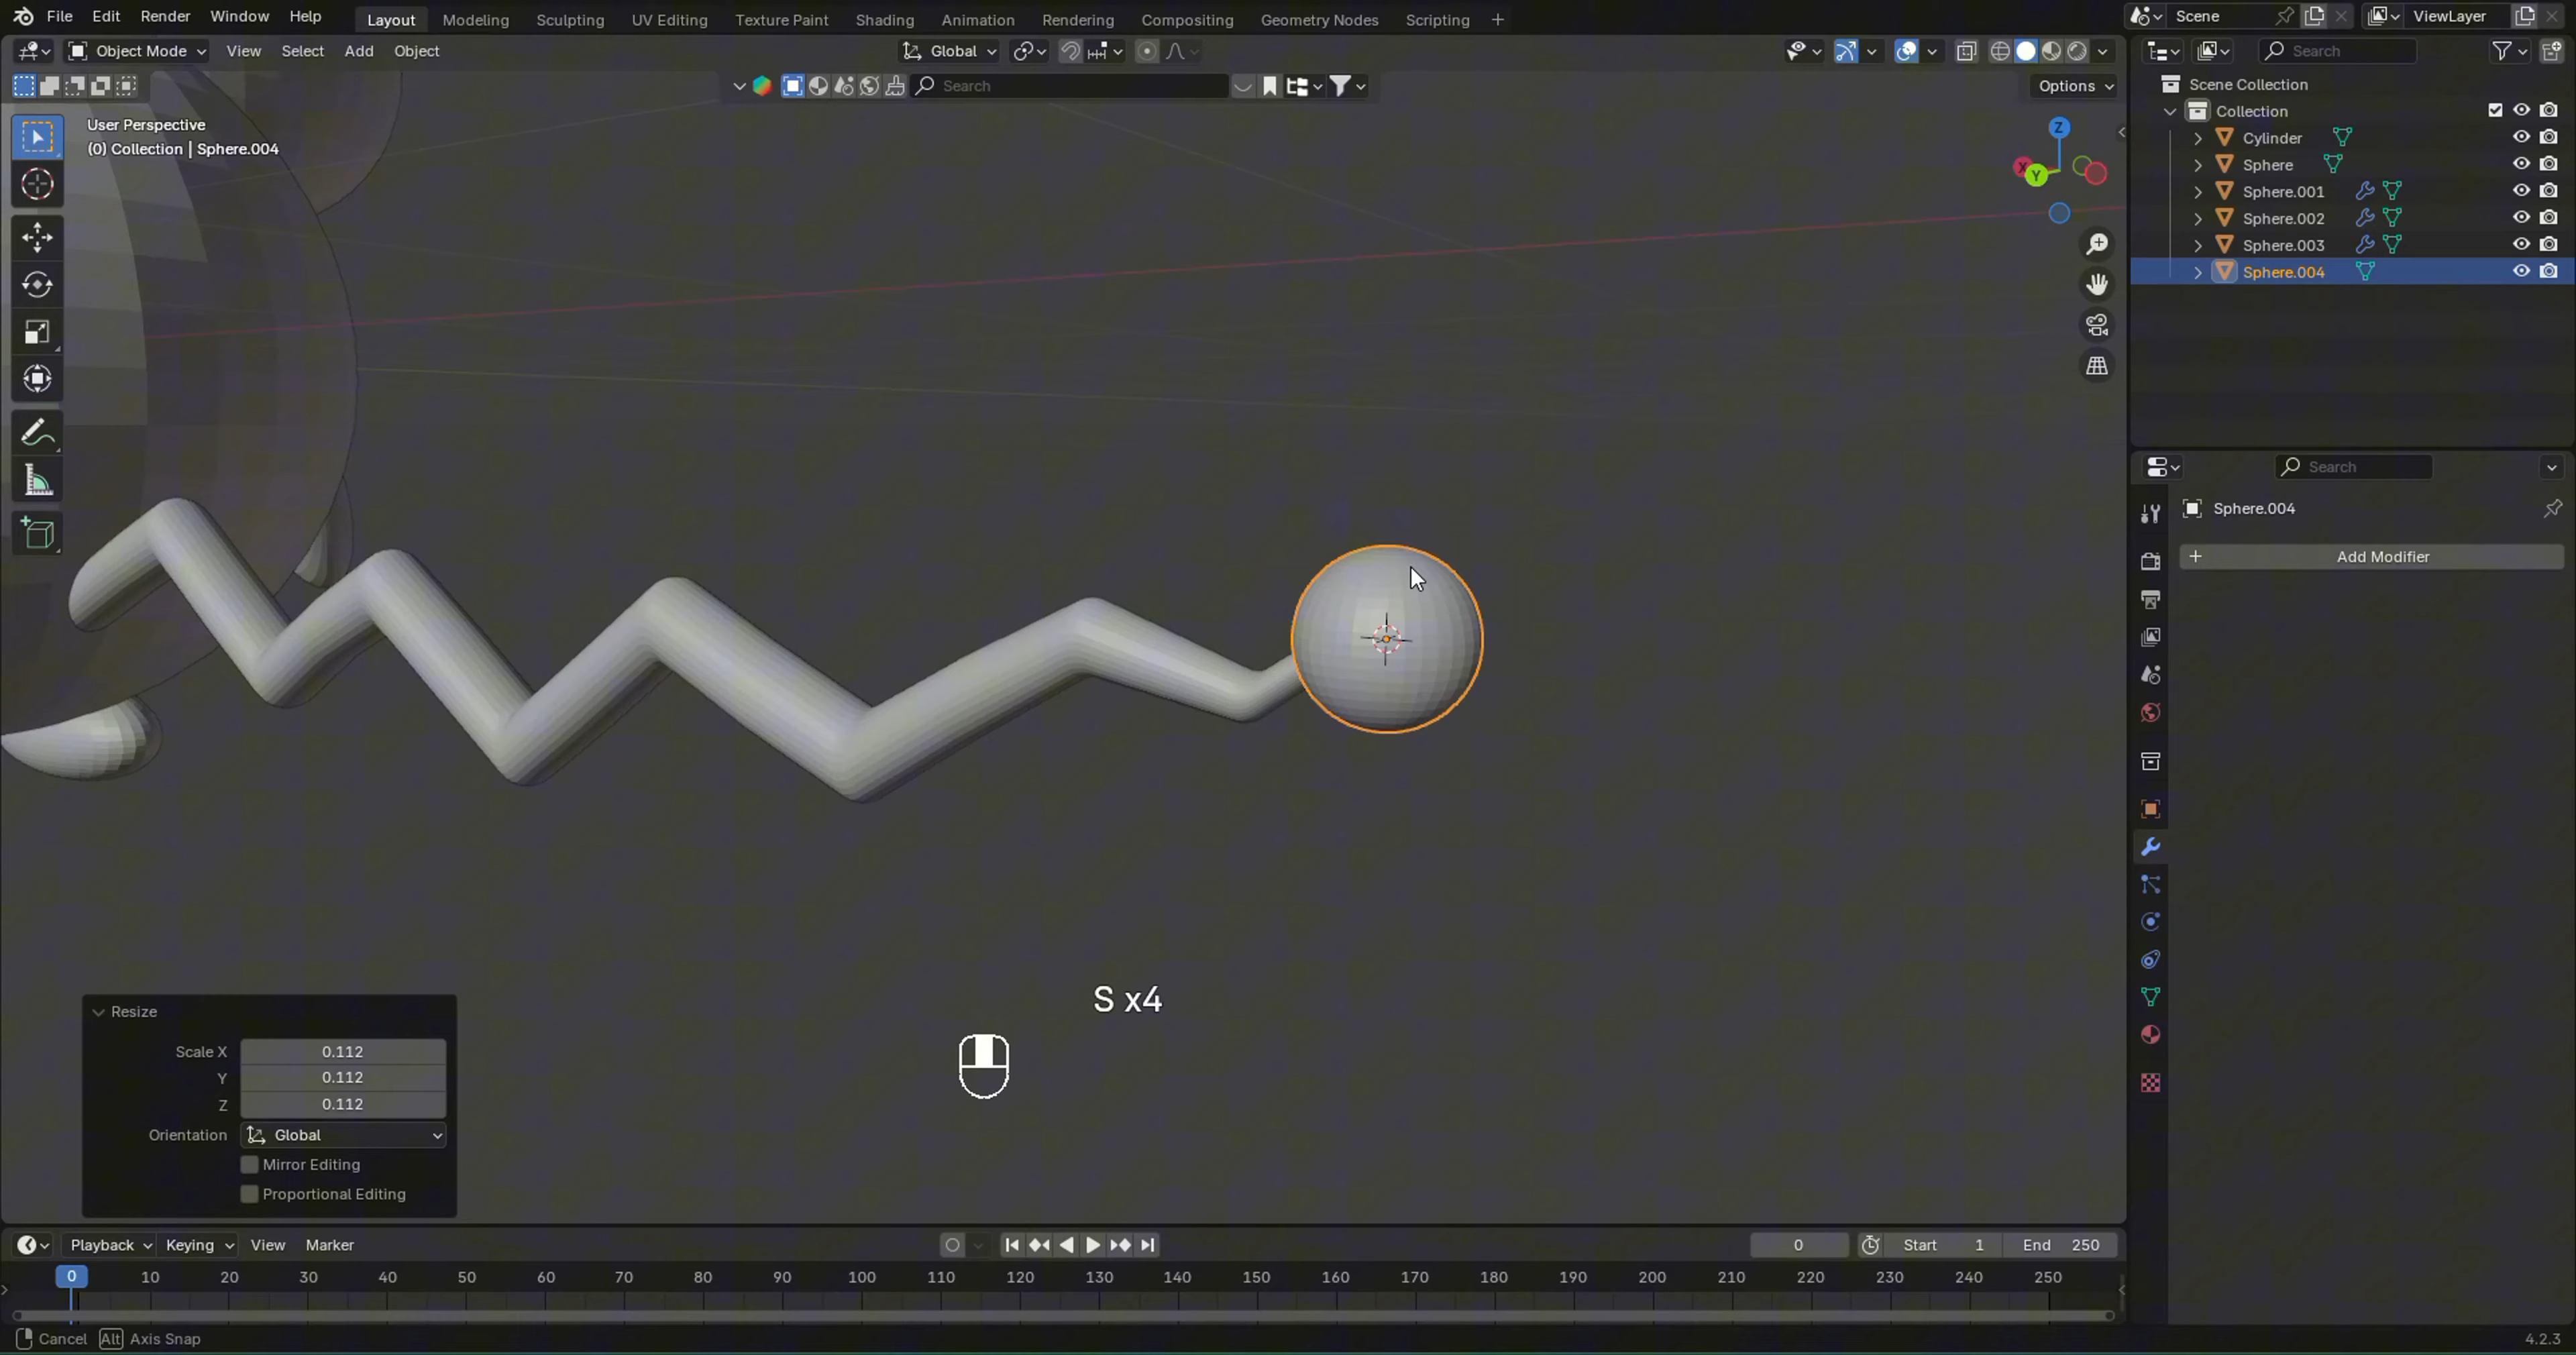 File Edit Render Window Help Layout Modeling Sculpting UV Editing Texture Paint Shading Animation Rendering Compositing Geometry Nodes Scripting + Scene ViewLayer
Object Mode View Select Add Object Global Search
Search Options
User Perspective
(0) Collection | Sphere.004
Z
X
Y
Scene Collection
Collection
Cylinder
Sphere
Sphere.001
Sphere.002
Sphere.003
Sphere.004
Search
Sphere.004
+ Add Modifier
S x4
Resize
Scale X 0.112
Y 0.112
Z 0.112
Orientation Global
Mirror Editing
Proportional Editing
Playback Keying View Marker 0 Start 1 End 250
0 10 20 30 40 50 60 70 80 90 100 110 120 130 140 150 160 170 180 190 200 210 220 230 240 250
Cancel Alt Axis Snap 4.2.3